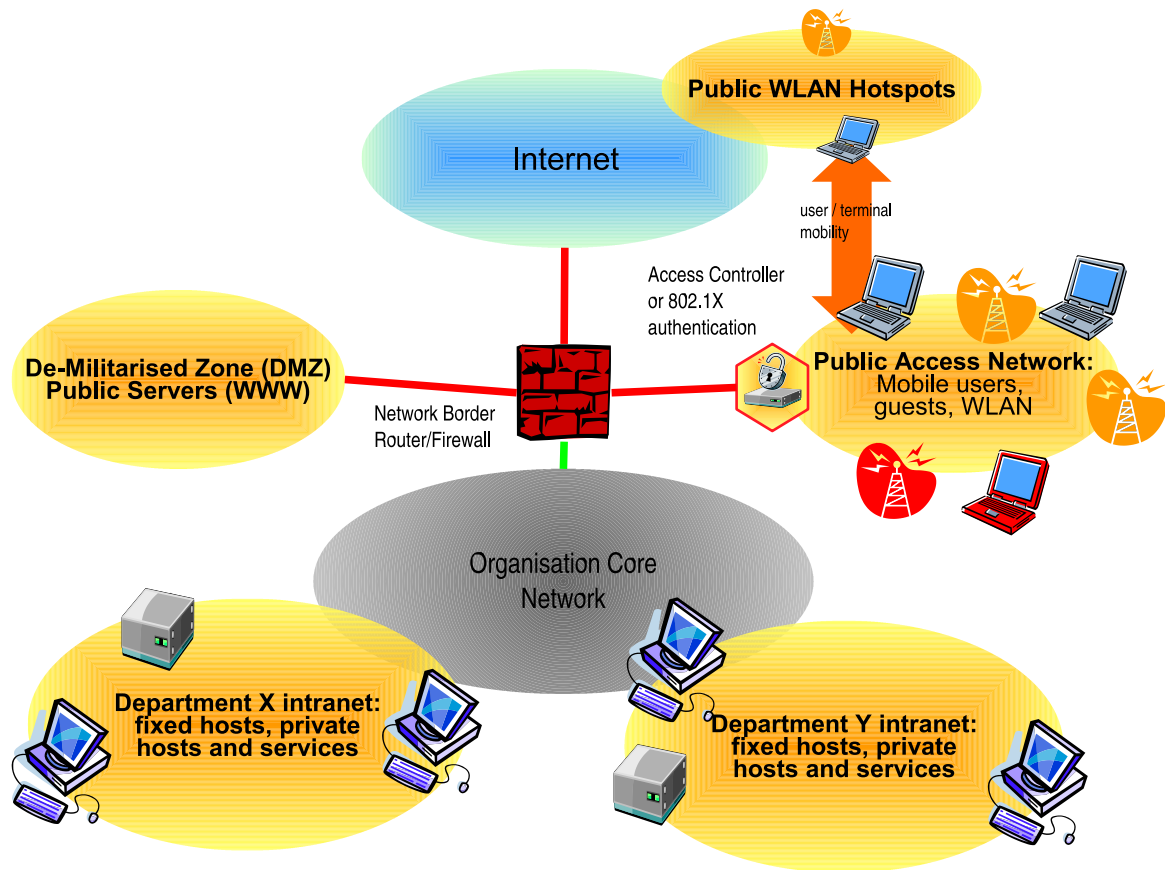 Public WLAN Hotspots
Internet
user / terminal
mobility
Access Controller
or 802.1X
authentication
De-Militarised Zone (DMZ)
Public Servers (WWW)
Network Border
Router/Firewall
Public Access Network:
Mobile users,
guests, WLAN
Organisation Core
Network
Department X intranet:
fixed hosts, private
hosts and services
Department Y intranet:
fixed hosts, private
hosts and services